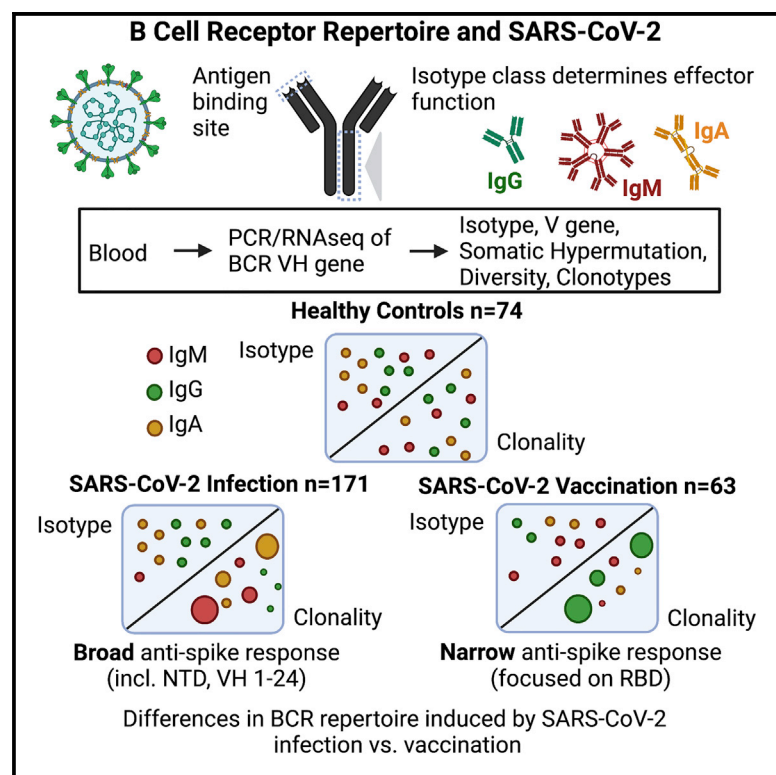 B Cell Receptor Repertoire and SARS-CoV-2
Antigen
binding
site
Isotype class determines effector
function
IgG
IgM
IgA
Blood
PCR/RNAseq of
BCR VH gene
Isotype, V gene,
Somatic Hypermutation,
Diversity, Clonotypes
Healthy Controls n=74
IgM
IgG
IgA
Isotype
Clonality
SARS-CoV-2 Infection n=171
Isotype
Clonality
Broad anti-spike response
(incl. NTD, VH 1-24)
SARS-CoV-2 Vaccination n=63
Isotype
Clonality
Narrow anti-spike response
(focused on RBD)
Differences in BCR repertoire induced by SARS-CoV-2
infection vs. vaccination